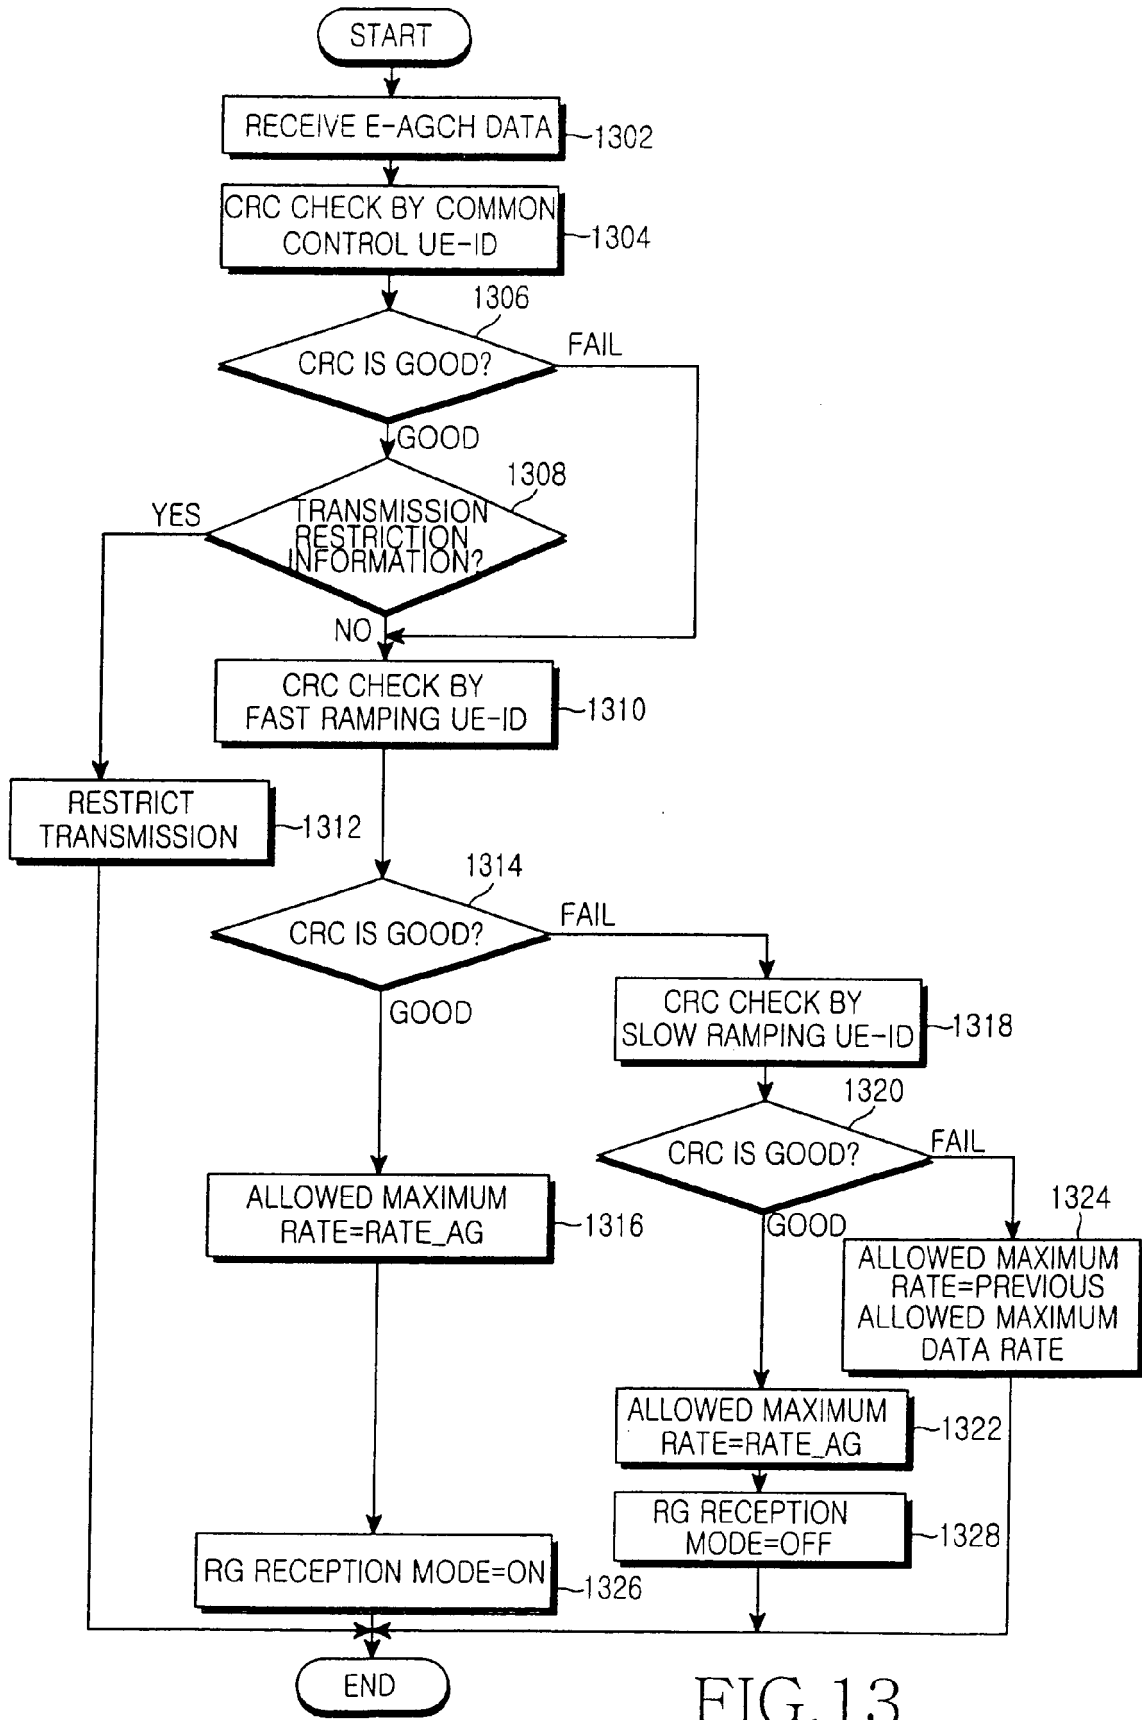 START
RECEIVE E-AGCH DATA
1302
CRC CHECK BY COMMON
CONTROL UE-ID
1304
1306
CRC IS GOOD?
FAIL
GOOD
1308
YES
TRANSMISSION
RESTRICTION
INFORMATION?
NO
CRC CHECK BY
FAST RAMPING UE-ID
1310
RESTRICT
TRANSMISSION
1312
1314
CRC IS GOOD?
FAIL
GOOD
CRC CHECK BY
SLOW RAMPING UE-ID
1318
1320
CRC IS GOOD?
FAIL
GOOD
ALLOWED MAXIMUM
RATE=RATE_AG
1316
1324
ALLOWED MAXIMUM
RATE=PREVIOUS
ALLOWED MAXIMUM
DATA RATE
ALLOWED MAXIMUM
RATE=RATE_AG
1322
RG RECEPTION
MODE=OFF
1328
RG RECEPTION MODE=ON
1326
END
FIG.13